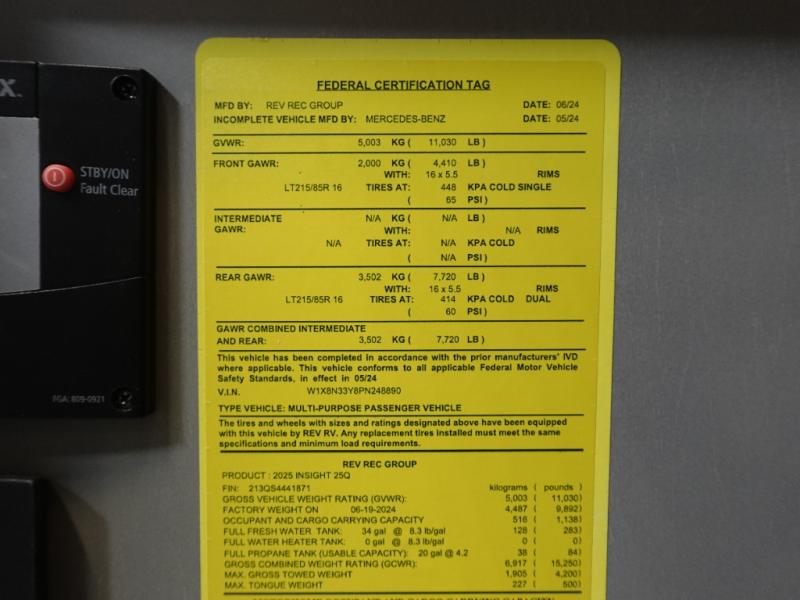 X.
STBY/ON
Fault Clear
FGA: 809-0921
FEDERAL CERTIFICATION TAG
MFD BY: REV REC GROUP DATE: 06/24
INCOMPLETE VEHICLE MFD BY: MERCEDES-BENZ DATE: 05/24
GVWR: 5,003 KG ( 11,030 LB )
FRONT GAWR: 2,000 KG ( 4,410 LB )
WITH: 16 x 5.5 RIMS
LT215/85R 16 TIRES AT: 448 KPA COLD SINGLE
( 65 PSI )
INTERMEDIATE N/A KG ( N/A LB )
GAWR: WITH: N/A RIMS
N/A TIRES AT: N/A KPA COLD
( N/A PSI )
REAR GAWR: 3,502 KG ( 7,720 LB )
WITH: 16 x 5.5 RIMS
LT215/85R 16 TIRES AT: 414 KPA COLD DUAL
( 60 PSI )
GAWR COMBINED INTERMEDIATE
AND REAR: 3,502 KG ( 7,720 LB )
This vehicle has been completed in accordance with the prior manufacturers' IVD
where applicable. This vehicle conforms to all applicable Federal Motor Vehicle
Safety Standards, in effect in 05/24
V.I.N. W1X8N33Y8PN248890
TYPE VEHICLE: MULTI-PURPOSE PASSENGER VEHICLE
The tires and wheels with sizes and ratings designated above have been equipped
with this vehicle by REV RV. Any replacement tires installed must meet the same
specifications and minimum load requirements.
REV REC GROUP
PRODUCT : 2025 INSIGHT 25Q
FIN: 213QS4441871 kilograms ( pounds )
GROSS VEHICLE WEIGHT RATING (GVWR): 5,003 ( 11,030)
FACTORY WEIGHT ON 06-19-2024 4,487 ( 9,892)
OCCUPANT AND CARGO CARRYING CAPACITY 516 ( 1,138)
FULL FRESH WATER TANK: 34 gal @ 8.3 lb/gal 128 ( 283)
FULL WATER HEATER TANK: 0 gal @ 8.3 lb/gal 0 ( 0)
FULL PROPANE TANK (USABLE CAPACITY): 20 gal @ 4.2 38 ( 84)
GROSS COMBINED WEIGHT RATING (GCWR): 6,917 ( 15,250)
MAX. GROSS TOWED WEIGHT 1,905 ( 4,200)
MAX. TONGUE WEIGHT 227 ( 500)